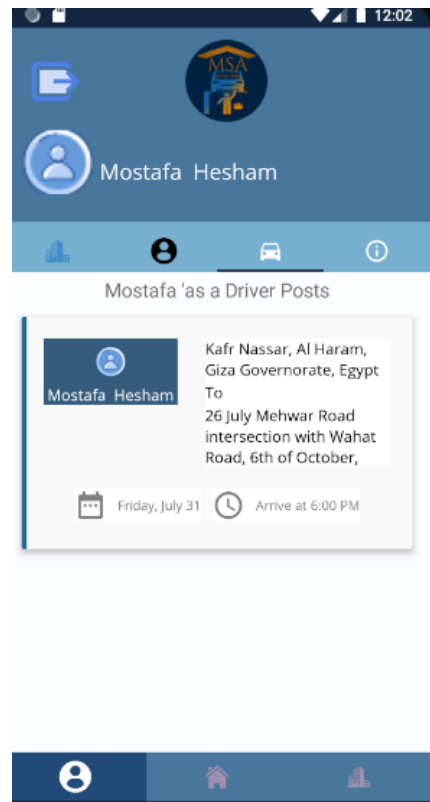 12:02
MSA
Mostafa Hesham
Mostafa 'as a Driver Posts
Mostafa Hesham
Kafr Nassar, Al Haram,
Giza Governorate, Egypt
To
26 July Mehwar Road
intersection with Wahat
Road, 6th of October,
Friday, July 31
Arrive at 6:00 PM